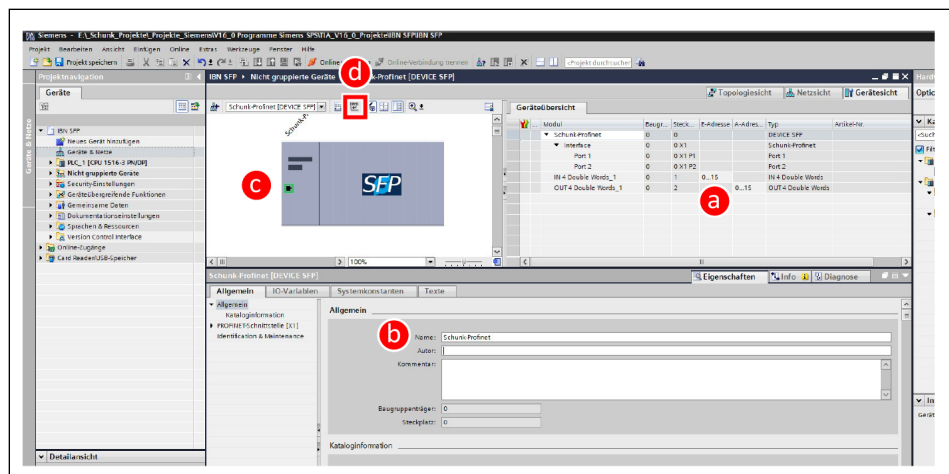 Siemens - E:\_Schunk_Projekte\_Projekte_Siemens\V16_0 Programme Simens SPS\TIA_V16_0_Projekte\IBN SFP\IBN SFP
Projekt Bearbeiten Ansicht Einfügen Online Extras Werkzeuge Fenster Hilfe
Projekt speichern Online Online-Verbindung trennen <Projekt durchsuchen>
Projektnavigation
IBN SFP Nicht gruppierte Geräte Schunk-Profinet [DEVICE SFP]
d
Geräte
Topologiesicht Netzsicht Gerätesicht
Schunk-Profinet [DEVICE SFP]
Geräteübersicht
Modul Baugr... Steck... E-Adresse A-Adres... Typ Artikel-Nr.
Schunk-Profinet 0 0 DEVICE SFP
Interface 0 0 X1 Schunk-Profinet
Port 1 0 0 X1 P1 Port 1
Port 2 0 0 X1 P2 Port 2
IN 4 Double Words_1 0 1 0..15 IN 4 Double Words
OUT 4 Double Words_1 0 2 0..15 OUT 4 Double Words
a
c
SFP
100%
Geräte & Netze
IBN SFP
Neues Gerät hinzufügen
Geräte & Netze
PLC_1 [CPU 1516-3 PN/DP]
Nicht gruppierte Geräte
Security-Einstellungen
Geräteübergreifende Funktionen
Gemeinsame Daten
Dokumentationseinstellungen
Sprachen & Ressourcen
Version Control Interface
Online-Zugänge
Card Reader/USB-Speicher
Detailansicht
Schunk-Profinet [DEVICE SFP]
Eigenschaften Info Diagnose
Allgemein IO-Variablen Systemkonstanten Texte
Allgemein
Kataloginformation
PROFINET-Schnittstelle [X1]
Identification & Maintenance
Allgemein
b
Name: Schunk-Profinet
Autor:
Kommentar:
Baugruppenträger: 0
Steckplatz: 0
Kataloginformation
Hard
Optic
Ka
Filt
In
Gerät